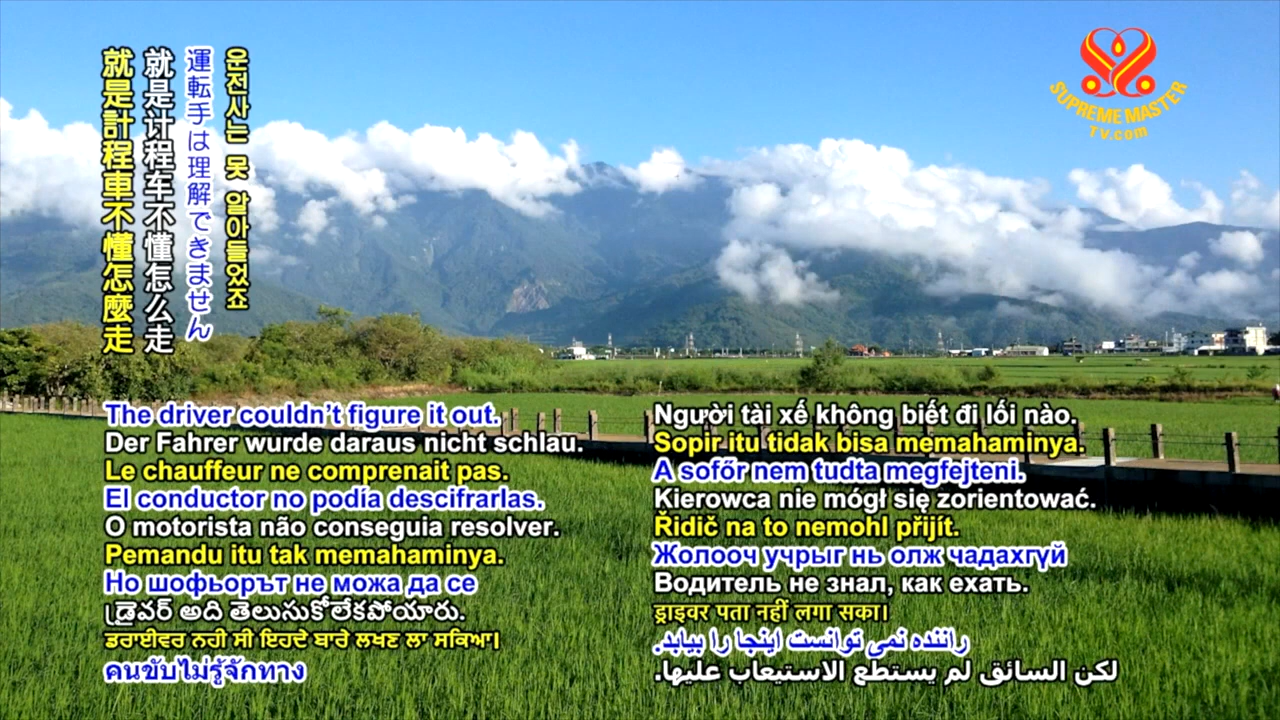 就是計程車不懂怎麼走
就是计程车不懂怎么走
運転手は理解できません
운전사는 못 알아들었죠
SUPREME MASTER
TV.com
The driver couldn't figure it out.
Der Fahrer wurde daraus nicht schlau.
Le chauffeur ne comprenait pas.
El conductor no podía descifrarlas.
O motorista não conseguia resolver.
Pemandu itu tak memahaminya.
Но шофьорът не можа да се
డ్రైవర్ అది తెలుసుకోలేకపోయారు.
ਡਰਾਈਵਰ ਨਹੀ ਸੀ ਇਹਦੇ ਬਾਰੇ ਲਖਣ ਲਾ ਸਕਿਆ।
คนขับไม่รู้จักทาง
Người tài xế không biết đi lối nào.
Sopir itu tidak bisa memahaminya.
A sofőr nem tudta megfejteni.
Kierowca nie mógł się zorientować.
Řidič na to nemohl přijít.
Жолооч учрыг нь олж чадахгүй
Водитель не знал, как ехать.
ड्राइवर पता नहीं लगा सका।
راننده نمی توانست اینجا را بیابد.
لكن السائق لم يستطع الاستيعاب عليها.